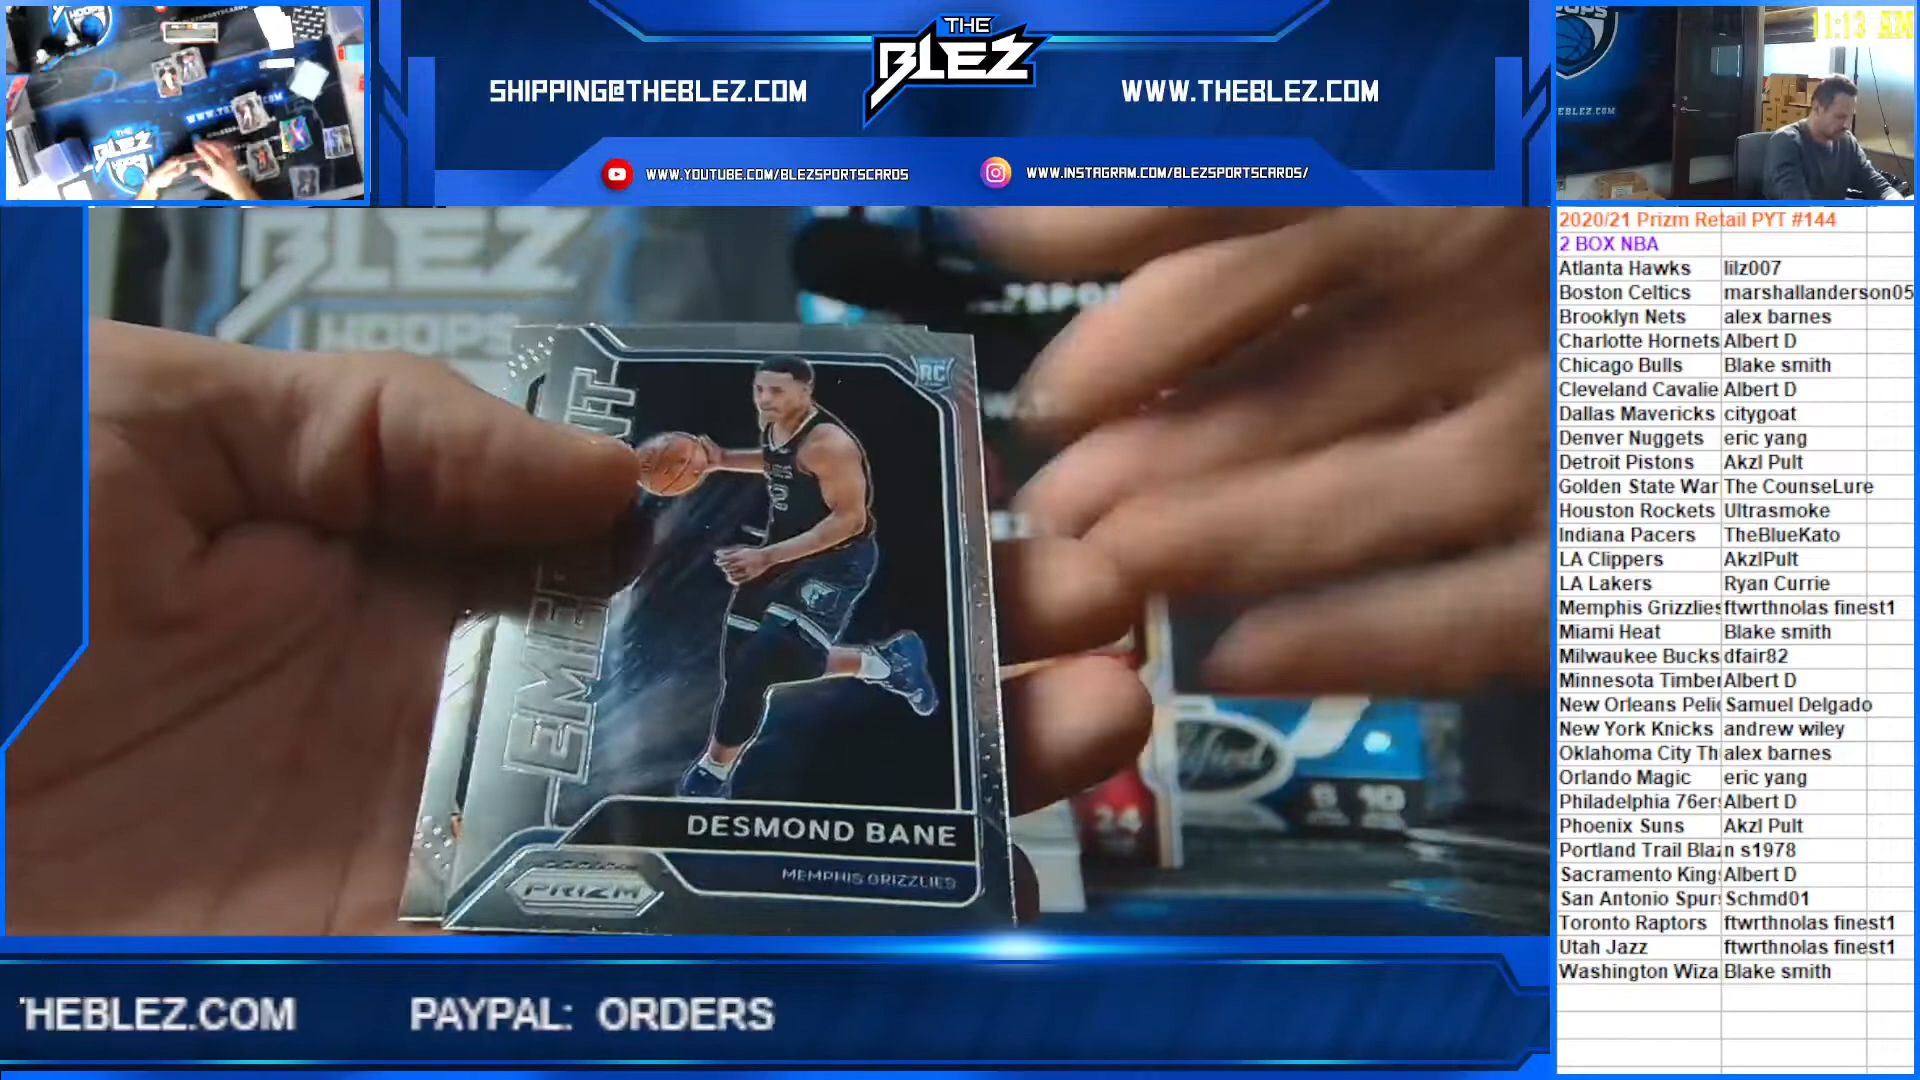 THE
BLEZ
SHIPPING@THEBLEZ.COM
WWW.THEBLEZ.COM
WWW.YOUTUBE.COM/BLEZSPORTSCARDS
WWW.INSTAGRAM.COM/BLEZSPORTSCARDS/
11:13 AM
BLEZ
HOOPS
RC
DESMOND BANE
MEMPHIS GRIZZLIES
PRIZM
24
2020/21 Prizm Retail PYT #144
2 BOX NBA
Atlanta Hawks lilz007
Boston Celtics marshallanderson05
Brooklyn Nets alex barnes
Charlotte Hornets Albert D
Chicago Bulls Blake smith
Cleveland Cavalie Albert D
Dallas Mavericks citygoat
Denver Nuggets eric yang
Detroit Pistons Akzl Pult
Golden State War The CounseLure
Houston Rockets Ultrasmoke
Indiana Pacers TheBlueKato
LA Clippers AkzlPult
LA Lakers Ryan Currie
Memphis Grizzlies ftwrthnolas finest1
Miami Heat Blake smith
Milwaukee Bucks dfair82
Minnesota Timber Albert D
New Orleans Peli Samuel Delgado
New York Knicks andrew wiley
Oklahoma City Th alex barnes
Orlando Magic eric yang
Philadelphia 76ers Albert D
Phoenix Suns Akzl Pult
Portland Trail Blaz n s1978
Sacramento King Albert D
San Antonio Spur Schmd01
Toronto Raptors ftwrthnolas finest1
Utah Jazz ftwrthnolas finest1
Washington Wiza Blake smith
HEBLEZ.COM PAYPAL: ORDERS